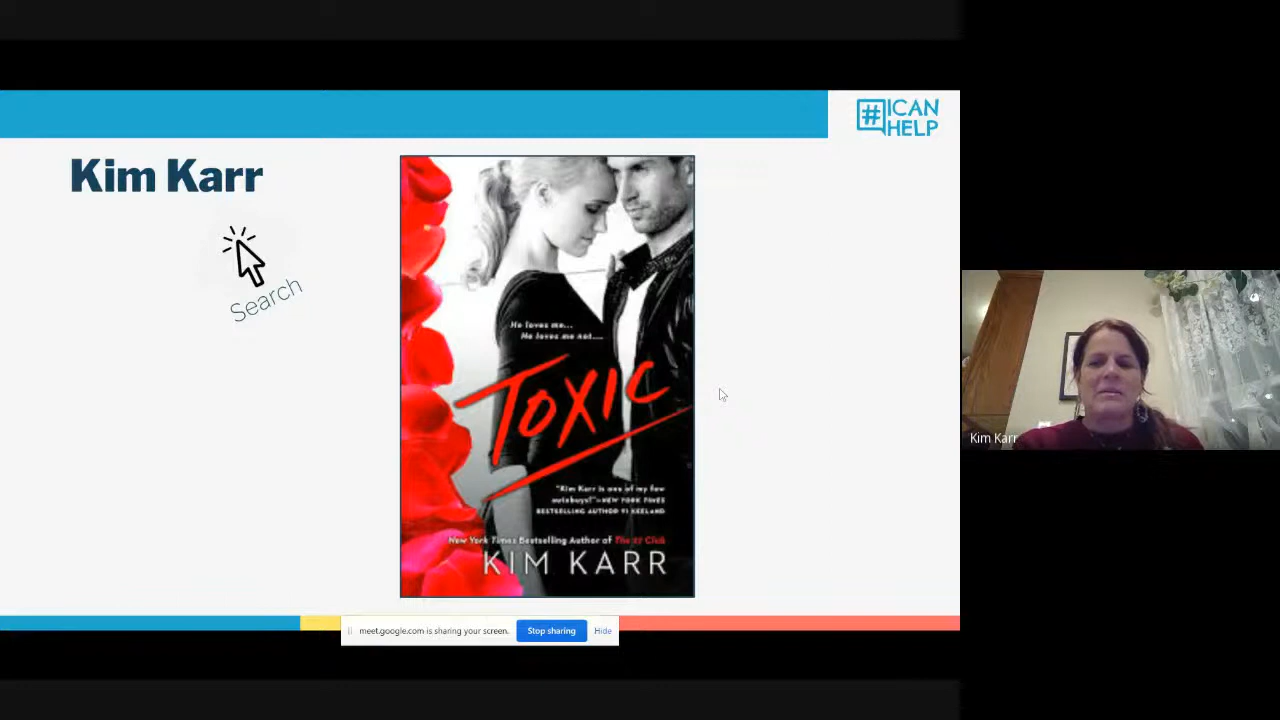 #ICAN
HELP
Kim Karr
Search
He loves me...
He loves me not....
TOXIC
"Kim Karr is one of my few
autobuys!"—NEW YORK TIMES
BESTSELLING AUTHOR VI KEELAND
New York Times Bestselling Author of The 27 Club
KIM KARR
Kim Karr
meet.google.com is sharing your screen.
Stop sharing
Hide